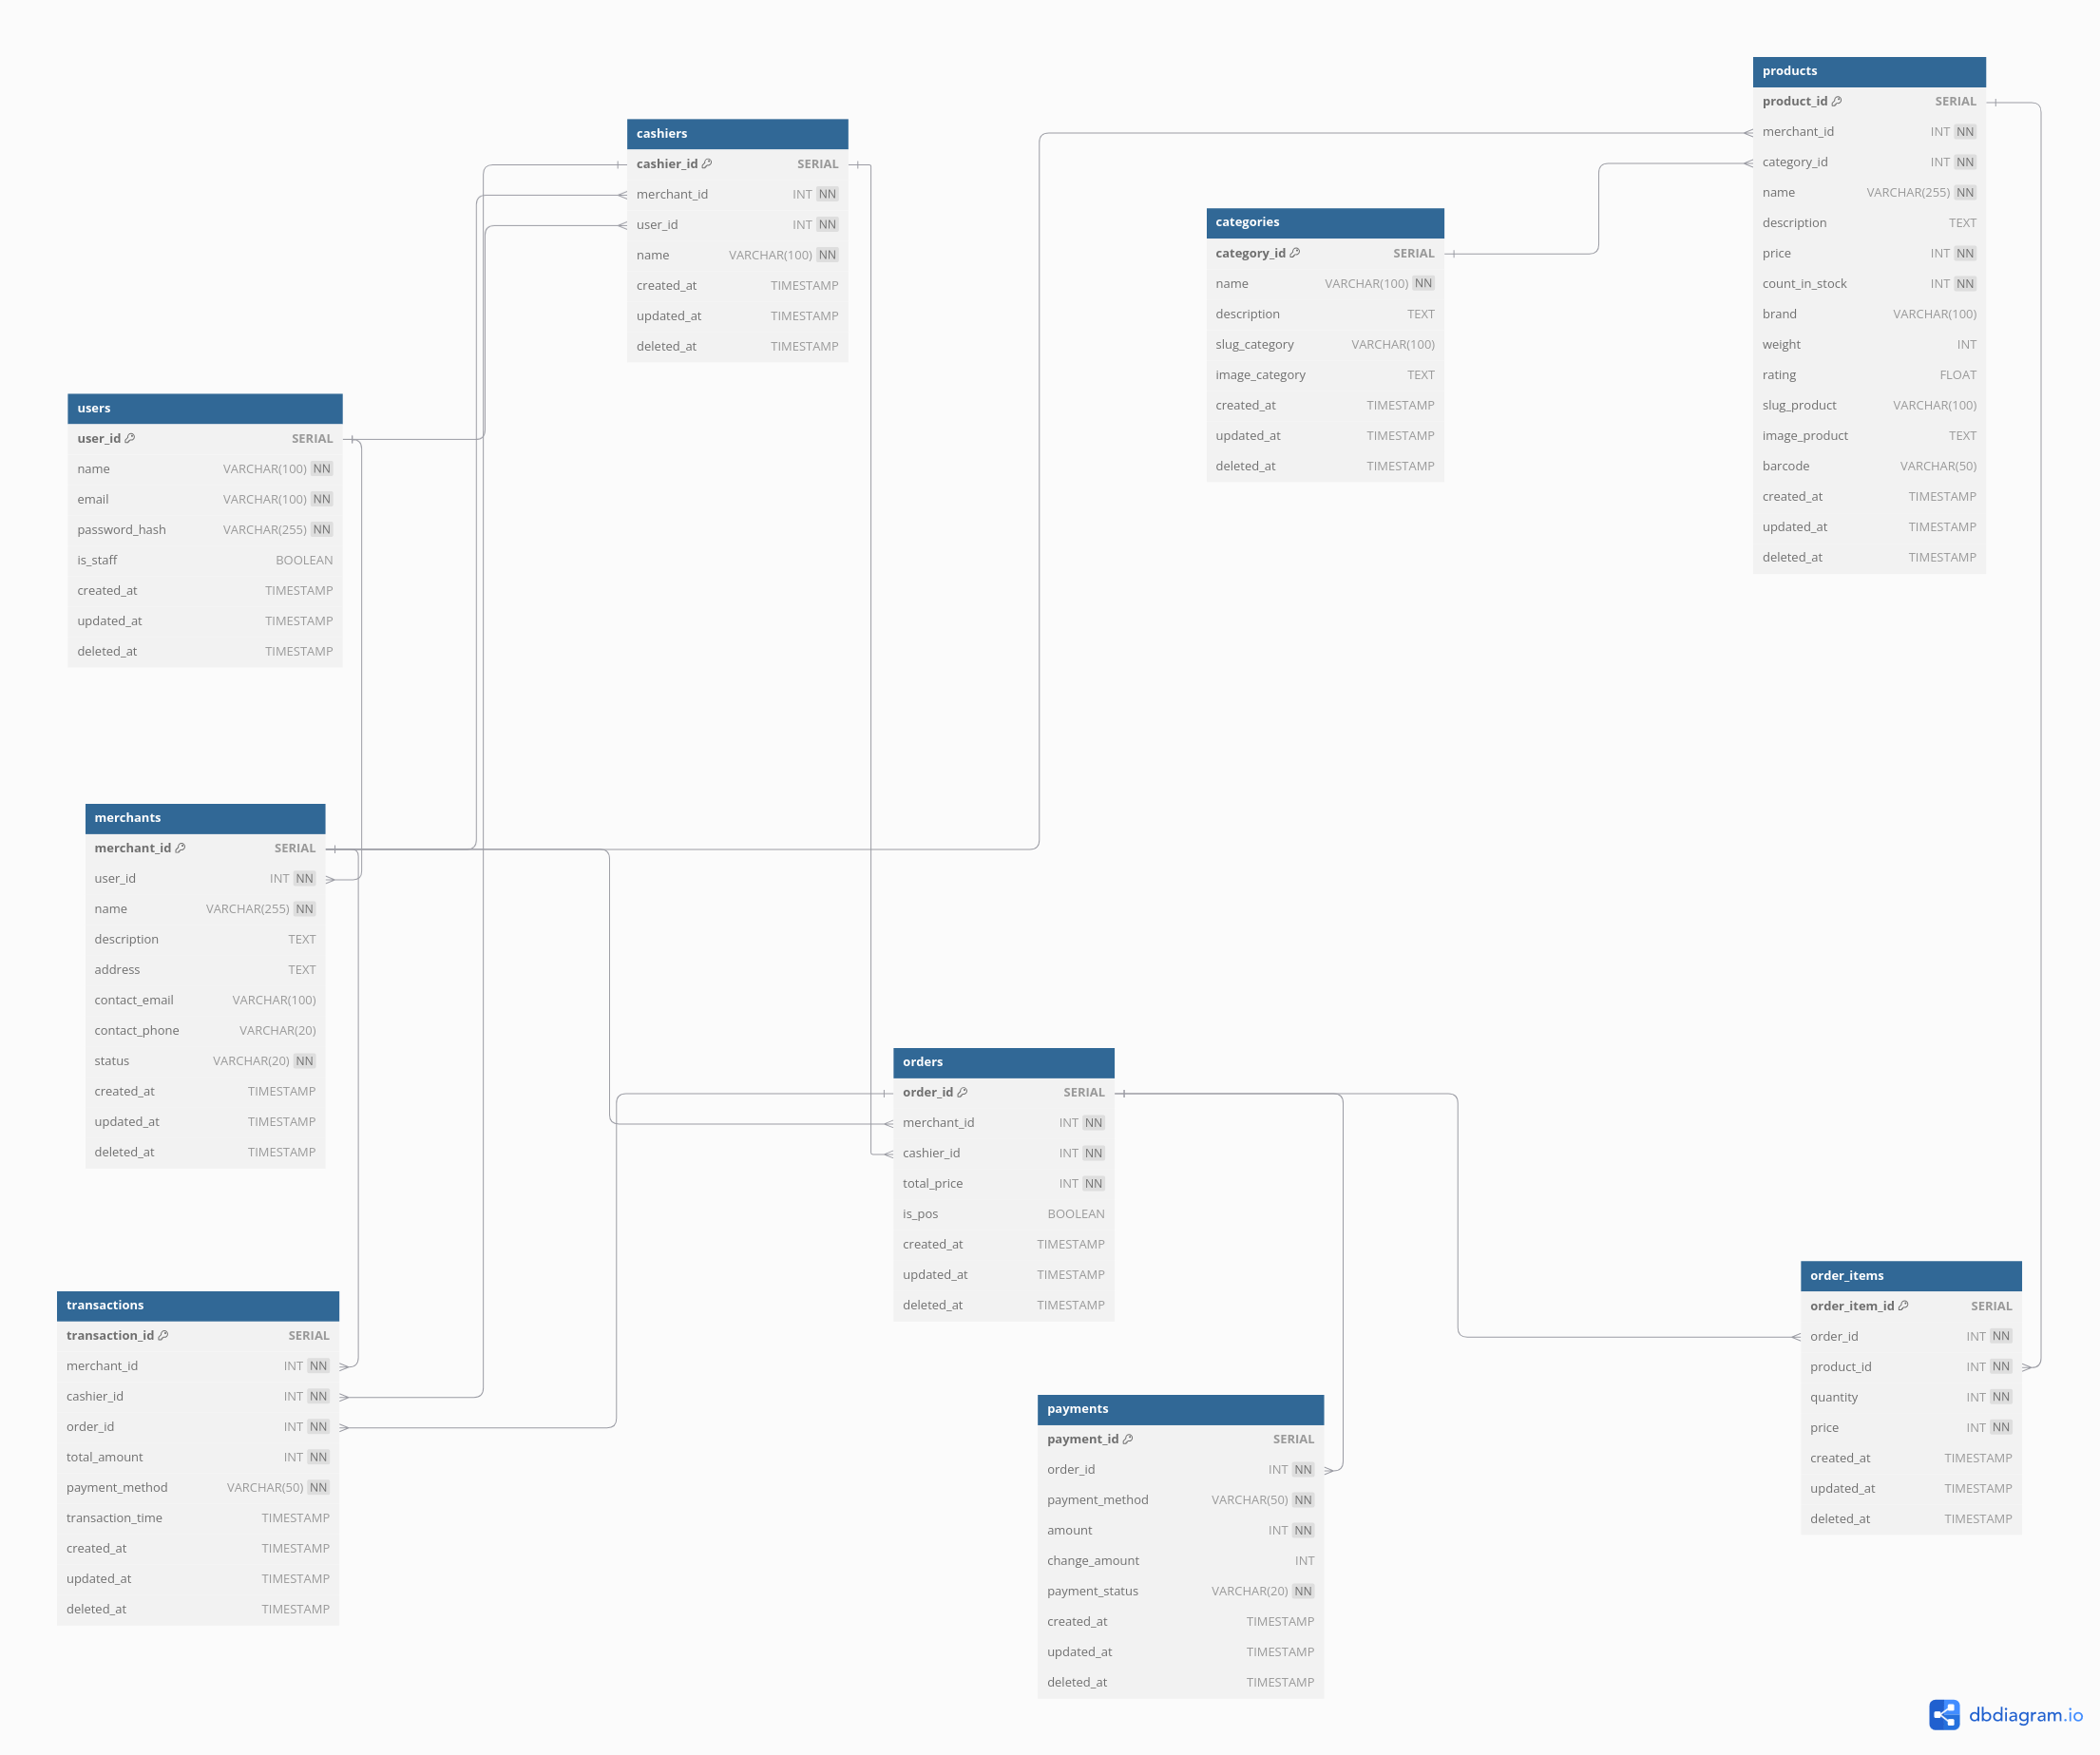 products
product_id SERIAL
merchant_id INT NN
category_id INT NN
name VARCHAR(255) NN
description TEXT
price INT NN
count_in_stock INT NN
brand VARCHAR(100)
weight INT
rating FLOAT
slug_product VARCHAR(100)
image_product TEXT
barcode VARCHAR(50)
created_at TIMESTAMP
updated_at TIMESTAMP
deleted_at TIMESTAMP
cashiers
cashier_id SERIAL
merchant_id INT NN
user_id INT NN
name VARCHAR(100) NN
created_at TIMESTAMP
updated_at TIMESTAMP
deleted_at TIMESTAMP
categories
category_id SERIAL
name VARCHAR(100) NN
description TEXT
slug_category VARCHAR(100)
image_category TEXT
created_at TIMESTAMP
updated_at TIMESTAMP
deleted_at TIMESTAMP
users
user_id SERIAL
name VARCHAR(100) NN
email VARCHAR(100) NN
password_hash VARCHAR(255) NN
is_staff BOOLEAN
created_at TIMESTAMP
updated_at TIMESTAMP
deleted_at TIMESTAMP
merchants
merchant_id SERIAL
user_id INT NN
name VARCHAR(255) NN
description TEXT
address TEXT
contact_email VARCHAR(100)
contact_phone VARCHAR(20)
status VARCHAR(20) NN
created_at TIMESTAMP
updated_at TIMESTAMP
deleted_at TIMESTAMP
orders
order_id SERIAL
merchant_id INT NN
cashier_id INT NN
total_price INT NN
is_pos BOOLEAN
created_at TIMESTAMP
updated_at TIMESTAMP
deleted_at TIMESTAMP
order_items
order_item_id SERIAL
order_id INT NN
product_id INT NN
quantity INT NN
price INT NN
created_at TIMESTAMP
updated_at TIMESTAMP
deleted_at TIMESTAMP
transactions
transaction_id SERIAL
merchant_id INT NN
cashier_id INT NN
order_id INT NN
total_amount INT NN
payment_method VARCHAR(50) NN
transaction_time TIMESTAMP
created_at TIMESTAMP
updated_at TIMESTAMP
deleted_at TIMESTAMP
payments
payment_id SERIAL
order_id INT NN
payment_method VARCHAR(50) NN
amount INT NN
change_amount INT
payment_status VARCHAR(20) NN
created_at TIMESTAMP
updated_at TIMESTAMP
deleted_at TIMESTAMP
dbdiagram.io